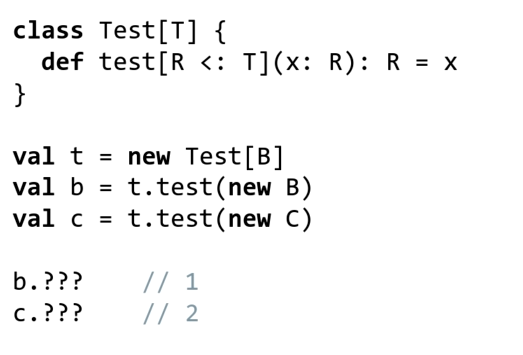 class Test[T] {
  def test[R <: T](x: R): R = x
}

val t = new Test[B]
val b = t.test(new B)
val c = t.test(new C)

b.???    // 1
c.???    // 2